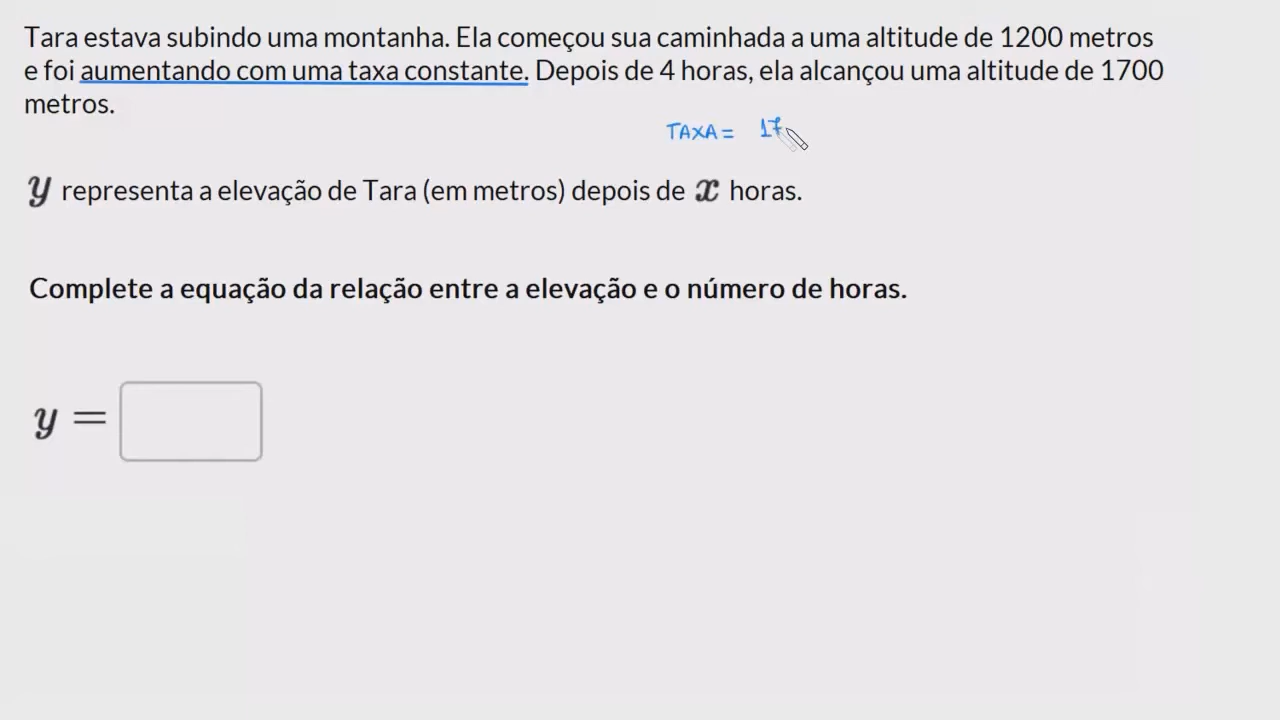 Tara estava subindo uma montanha. Ela começou sua caminhada a uma altitude de 1200 metros
e foi aumentando com uma taxa constante. Depois de 4 horas, ela alcançou uma altitude de 1700
metros.
TAXA = 17
y representa a elevação de Tara (em metros) depois de x horas.
Complete a equação da relação entre a elevação e o número de horas.
y =